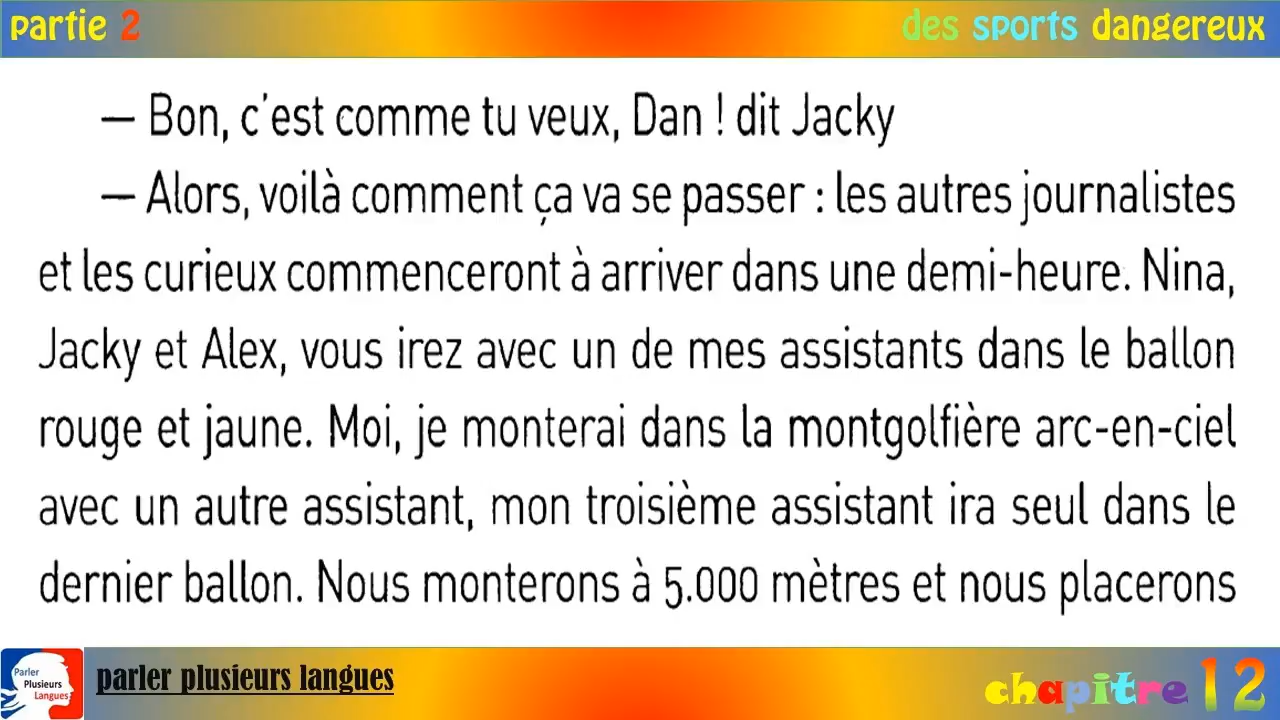 partie 2
des sports dangereux
— Bon, c'est comme tu veux, Dan ! dit Jacky
— Alors, voilà comment ça va se passer : les autres journalistes
et les curieux commenceront à arriver dans une demi-heure. Nina,
Jacky et Alex, vous irez avec un de mes assistants dans le ballon
rouge et jaune. Moi, je monterai dans la montgolfière arc-en-ciel
avec un autre assistant, mon troisième assistant ira seul dans le
dernier ballon. Nous monterons à 5.000 mètres et nous placerons
Parler
Plusieurs
Langues
parler plusieurs langues
chapitre 12